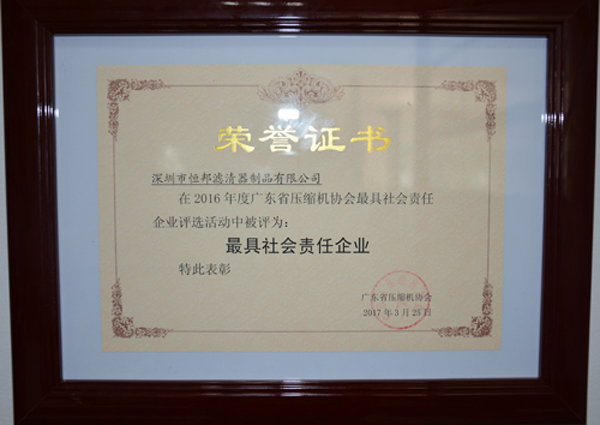 荣誉证书
深圳市恒邦滤清器制品有限公司
在2016年度广东省压缩机协会最具社会责任
企业评选活动中被评为：
最具社会责任企业
特此表彰
广东省压缩机协会
2017年3月25日